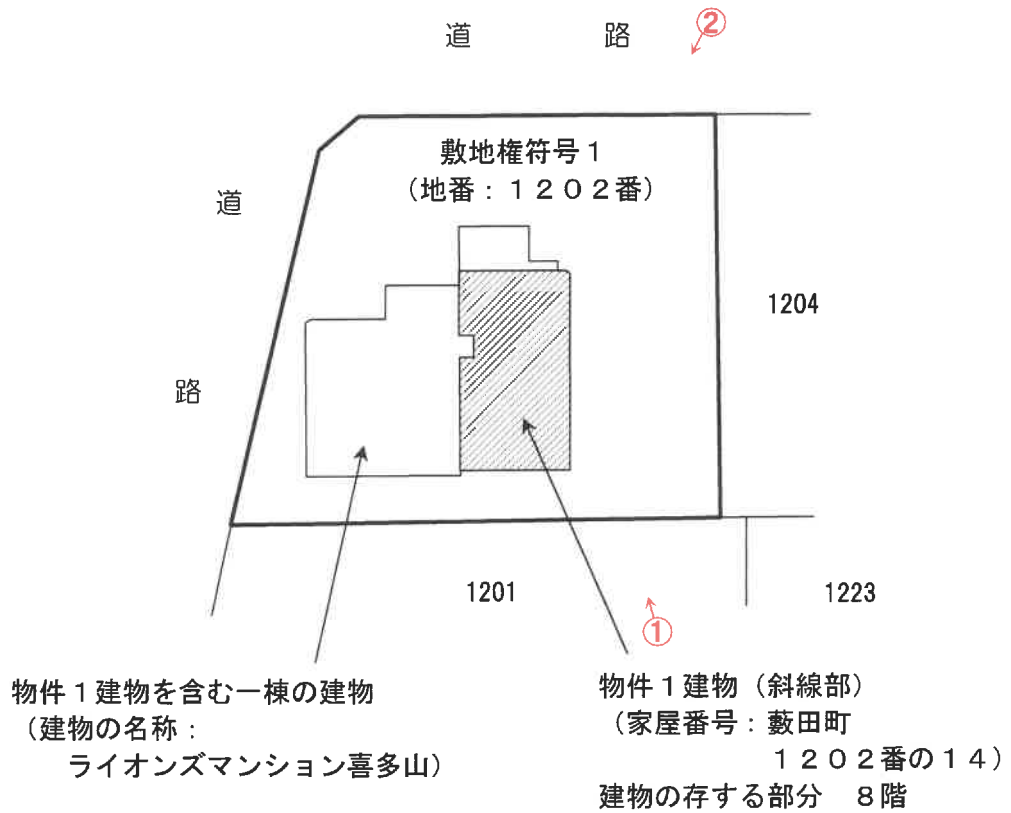 道 路 ②
敷地権符号1
(地番：1202番)
道
1204
路
1201
1223
①
物件1建物を含む一棟の建物
(建物の名称：
ライオンズマンション喜多山)
物件1建物(斜線部)
(家屋番号：藪田町
1202番の14)
建物の存する部分 8階